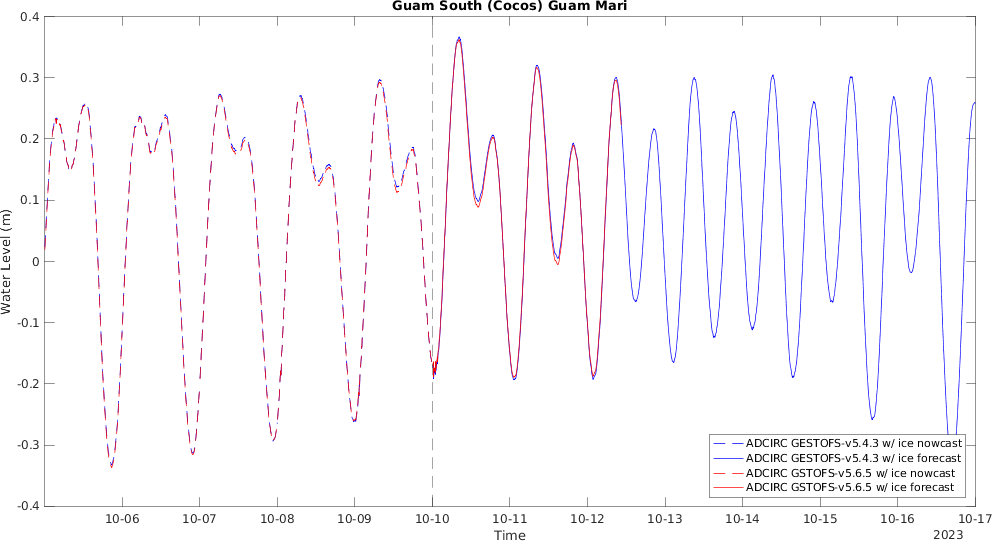 Guam South (Cocos) Guam Mari
0.4
0.3
0.2
0.1
0
-0.1
-0.2
-0.3
-0.4
Water Level (m)
ADCIRC GESTOFS-v5.4.3 w/ ice nowcast
ADCIRC GESTOFS-v5.4.3 w/ ice forecast
ADCIRC GSTOFS-v5.6.5 w/ ice nowcast
ADCIRC GSTOFS-v5.6.5 w/ ice forecast
10-06 10-07 10-08 10-09 10-10 10-11 10-12 10-13 10-14 10-15 10-16 10-17
Time
2023